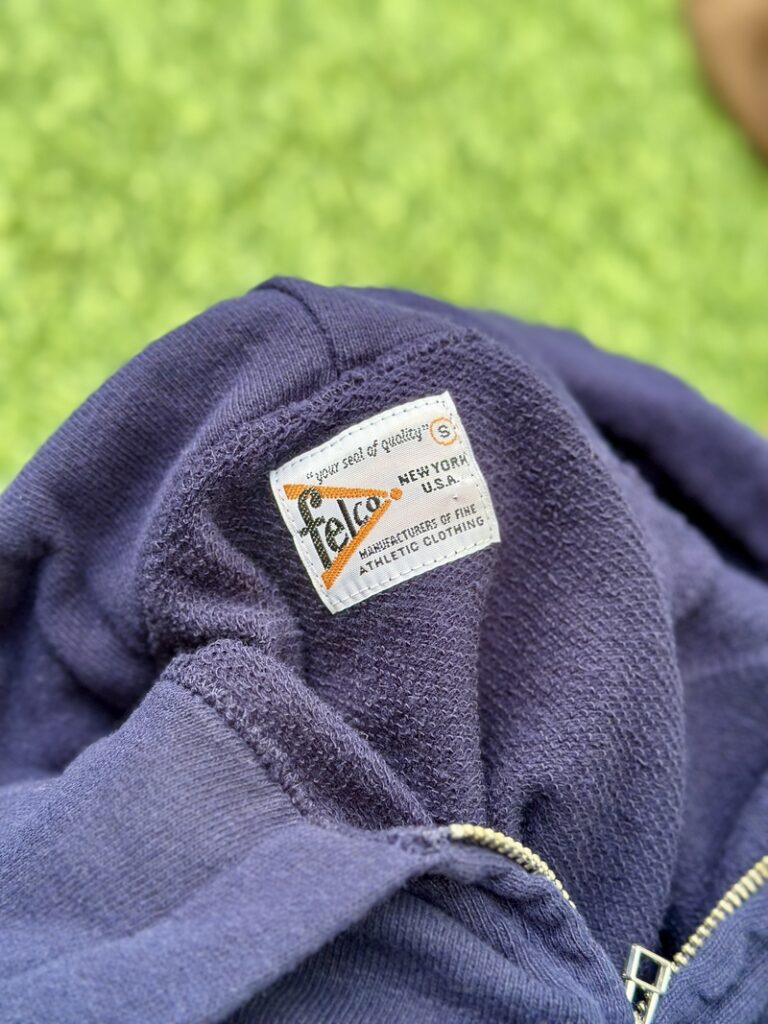 "your seal of quality" S
NEW YORK
U.S.A.
felco
MANUFACTURERS OF FINE
ATHLETIC CLOTHING